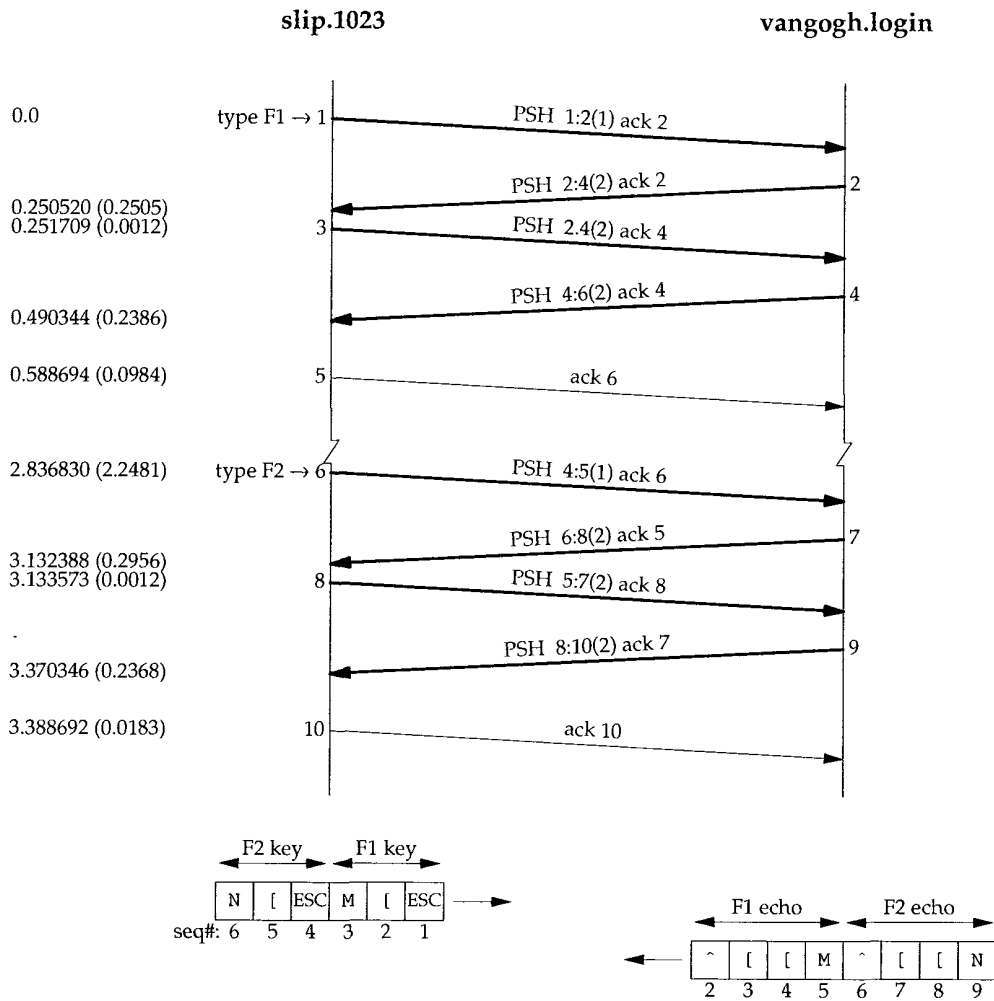 slip.1023 vangogh.login
0.0 type F1 → 1 PSH 1:2(1) ack 2
PSH 2:4(2) ack 2 2
0.250520 (0.2505)
0.251709 (0.0012) 3 PSH 2.4(2) ack 4
PSH 4:6(2) ack 4 4
0.490344 (0.2386)
0.588694 (0.0984) 5 ack 6
2.836830 (2.2481) type F2 → 6 PSH 4:5(1) ack 6
PSH 6:8(2) ack 5 7
3.132388 (0.2956)
3.133573 (0.0012) 8 PSH 5:7(2) ack 8
PSH 8:10(2) ack 7 9
3.370346 (0.2368)
3.388692 (0.0183) 10 ack 10
F2 key F1 key
N [ ESC M [ ESC
seq#: 6 5 4 3 2 1
F1 echo F2 echo
^ [ [ M ^ [ [ N
2 3 4 5 6 7 8 9